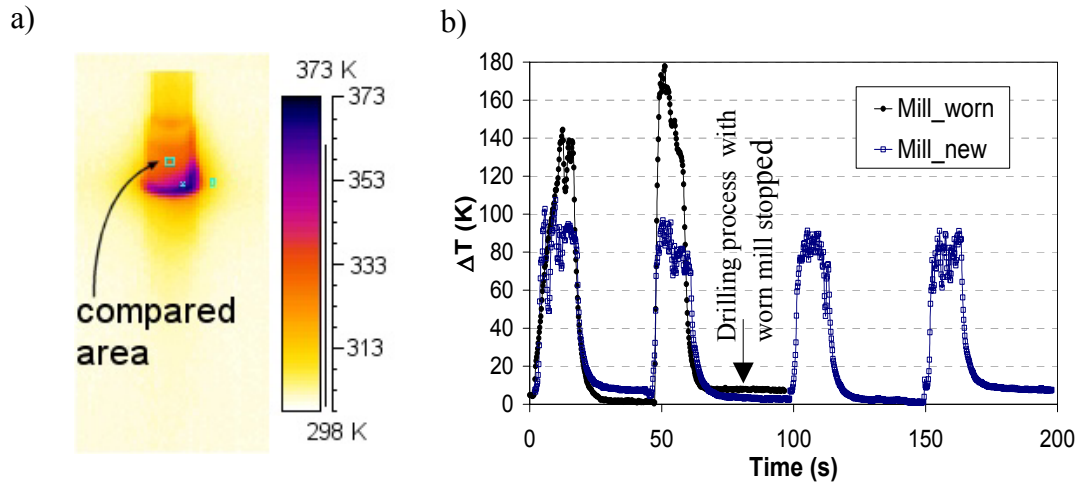 a)
373 K
373
353
333
313
298 K
compared
area
b)
ΔT (K)
180
160
140
120
100
80
60
40
20
0
0
50
100
150
200
Time (s)
Mill_worn
Mill_new
Drilling process with
worn mill stopped